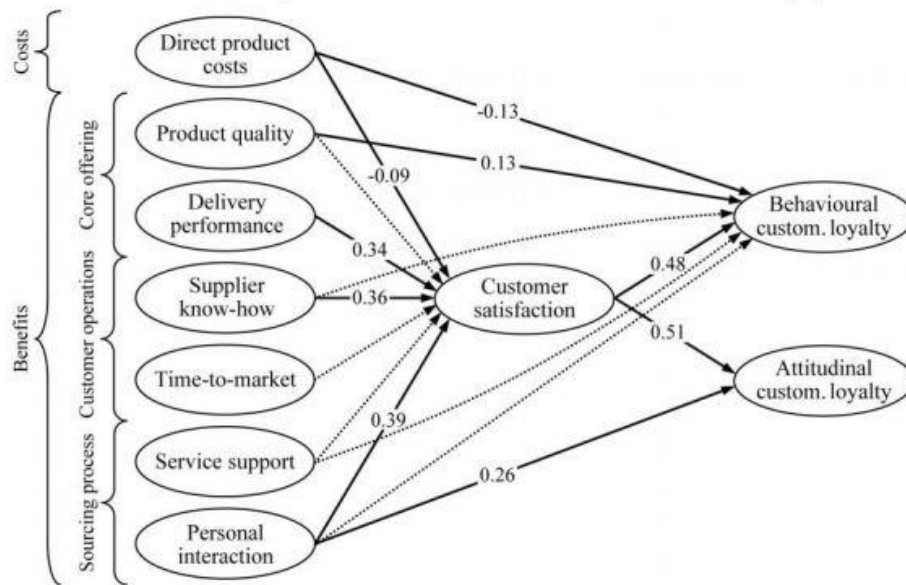 Costs
Benefits
Core offering
Customer operations
Sourcing process
Direct product
costs
Product quality
Delivery
performance
Supplier
know-how
Time-to-market
Service support
Personal
interaction
Customer
satisfaction
Behavioural
custom. loyalty
Attitudinal
custom. loyalty
-0.13
0.13
-0.09
0.34
0.36
0.39
0.48
0.51
0.26